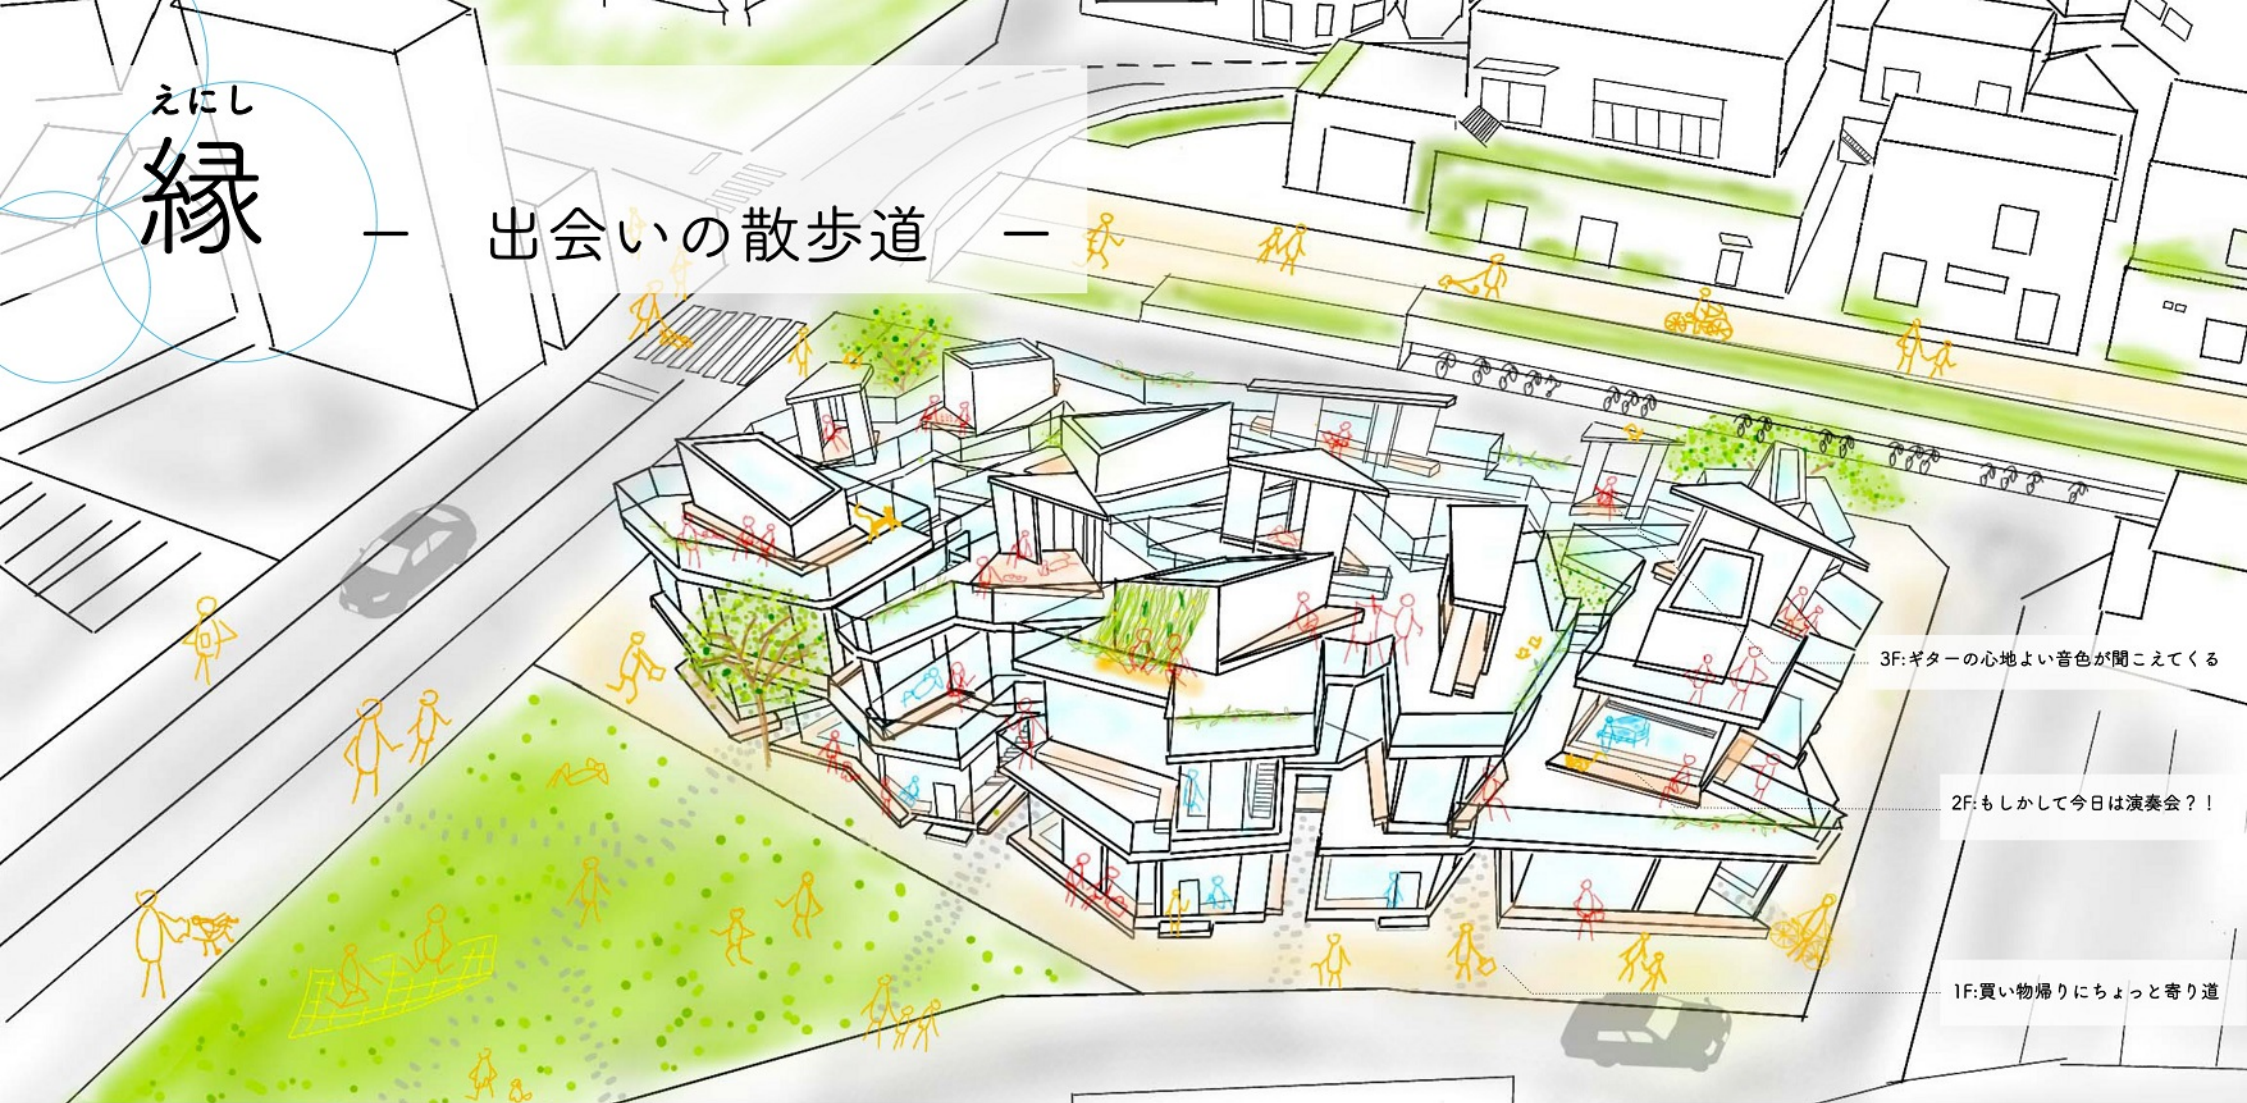 えにし
縁
－ 出会いの散歩道 －
3F:ギターの心地よい音色が聞こえてくる
2F:もしかして今日は演奏会？！
1F:買い物帰りにちょっと寄り道